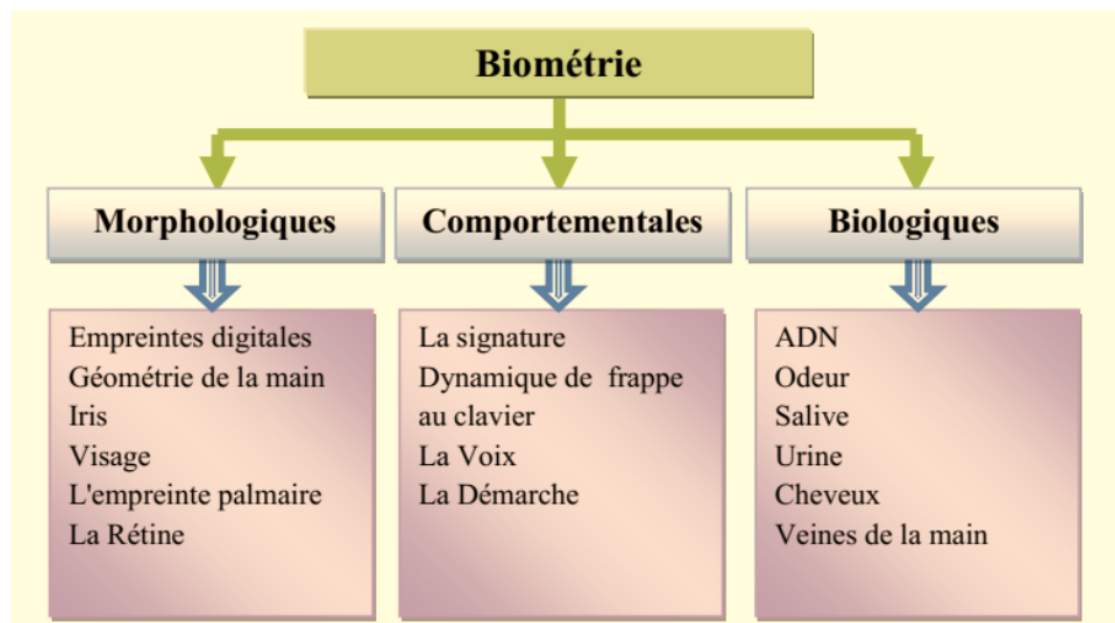 Biométrie
Morphologiques
Comportementales
Biologiques
Empreintes digitales
Géométrie de la main
Iris
Visage
L'empreinte palmaire
La Rétine
La signature
Dynamique de frappe
au clavier
La Voix
La Démarche
ADN
Odeur
Salive
Urine
Cheveux
Veines de la main